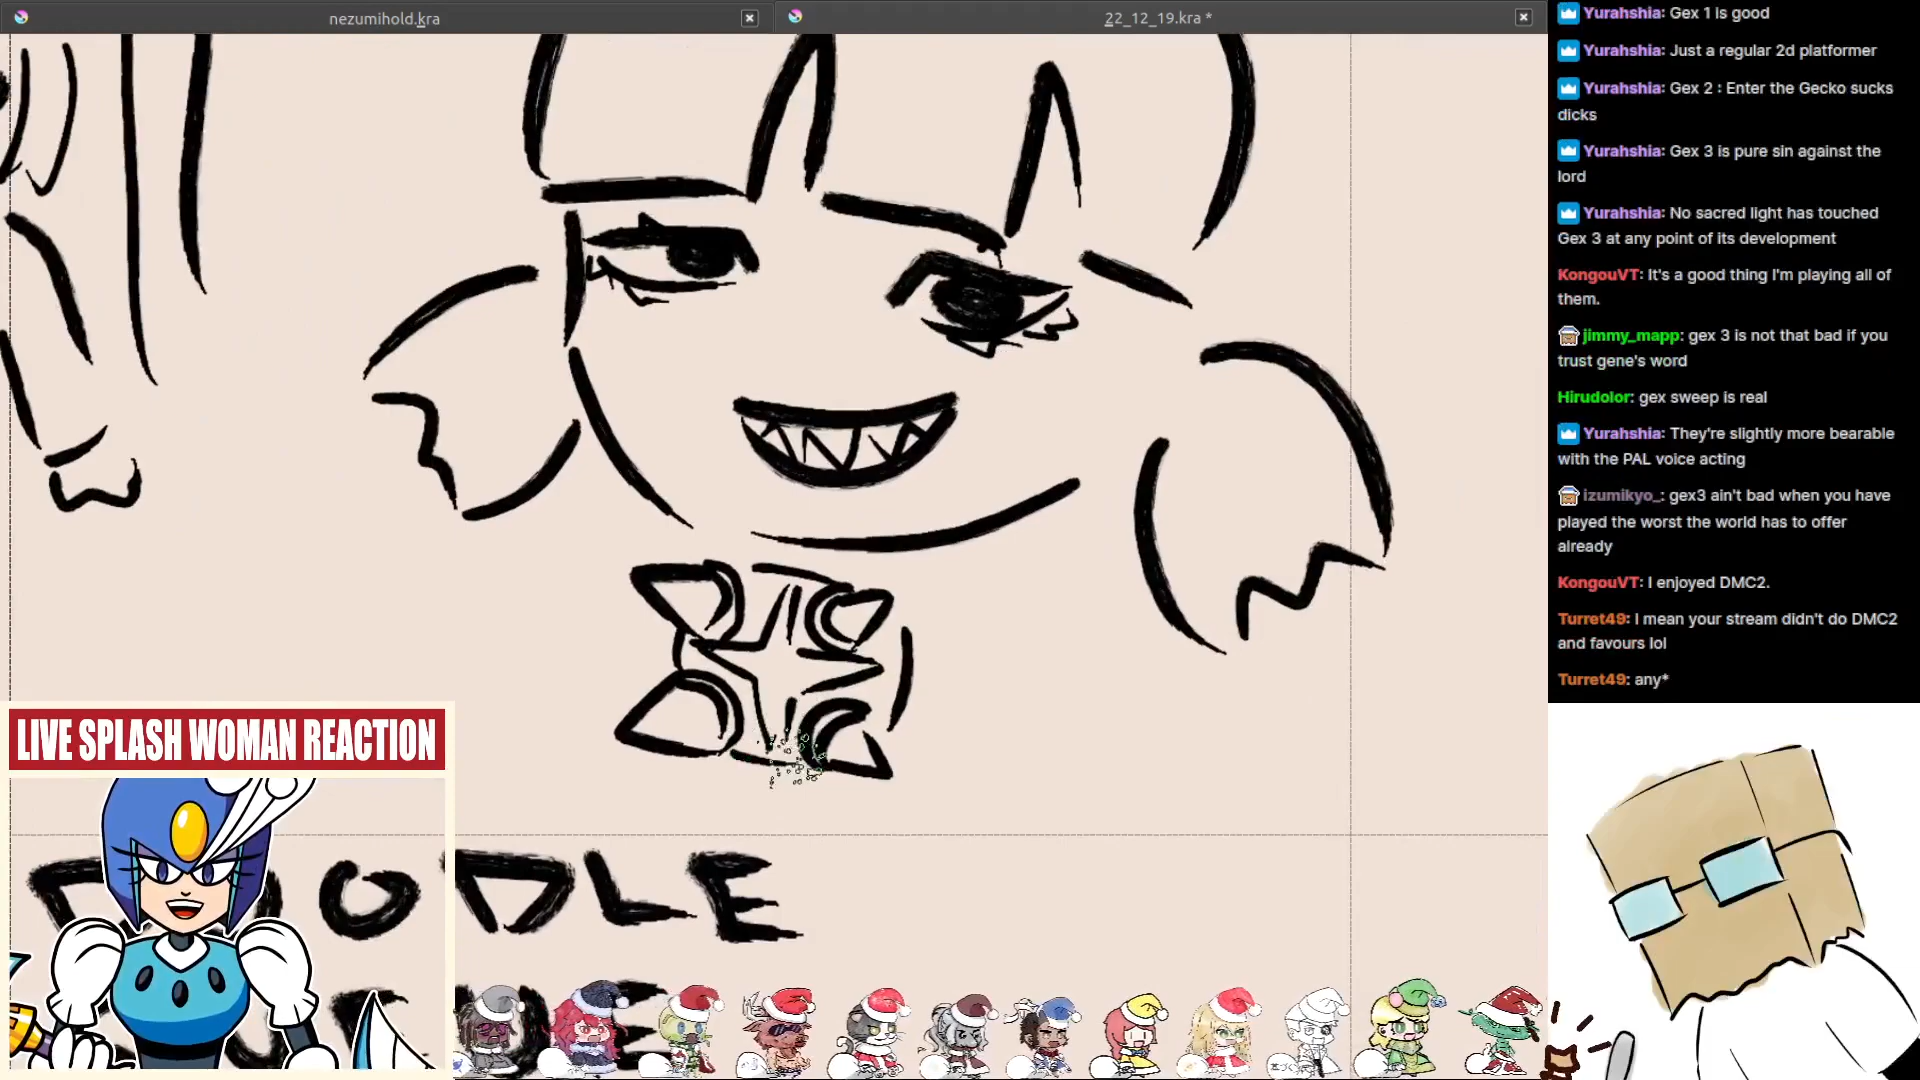 nezumihold.kra
22_12_19.kra *
Yurahshia: Gex 1 is good
Yurahshia: Just a regular 2d platformer
Yurahshia: Gex 2 : Enter the Gecko sucks
dicks
Yurahshia: Gex 3 is pure sin against the
lord
Yurahshia: No sacred light has touched
Gex 3 at any point of its development
KongouVT: It's a good thing I'm playing all of
them.
jimmy_mapp: gex 3 is not that bad if you
trust gene's word
Hirudolor: gex sweep is real
Yurahshia: They're slightly more bearable
with the PAL voice acting
izumikyo_: gex3 ain't bad when you have
played the worst the world has to offer
already
KongouVT: I enjoyed DMC2.
Turret49: I mean your stream didn't do DMC2
and favours lol
Turret49: any*
LIVE SPLASH WOMAN REACTION